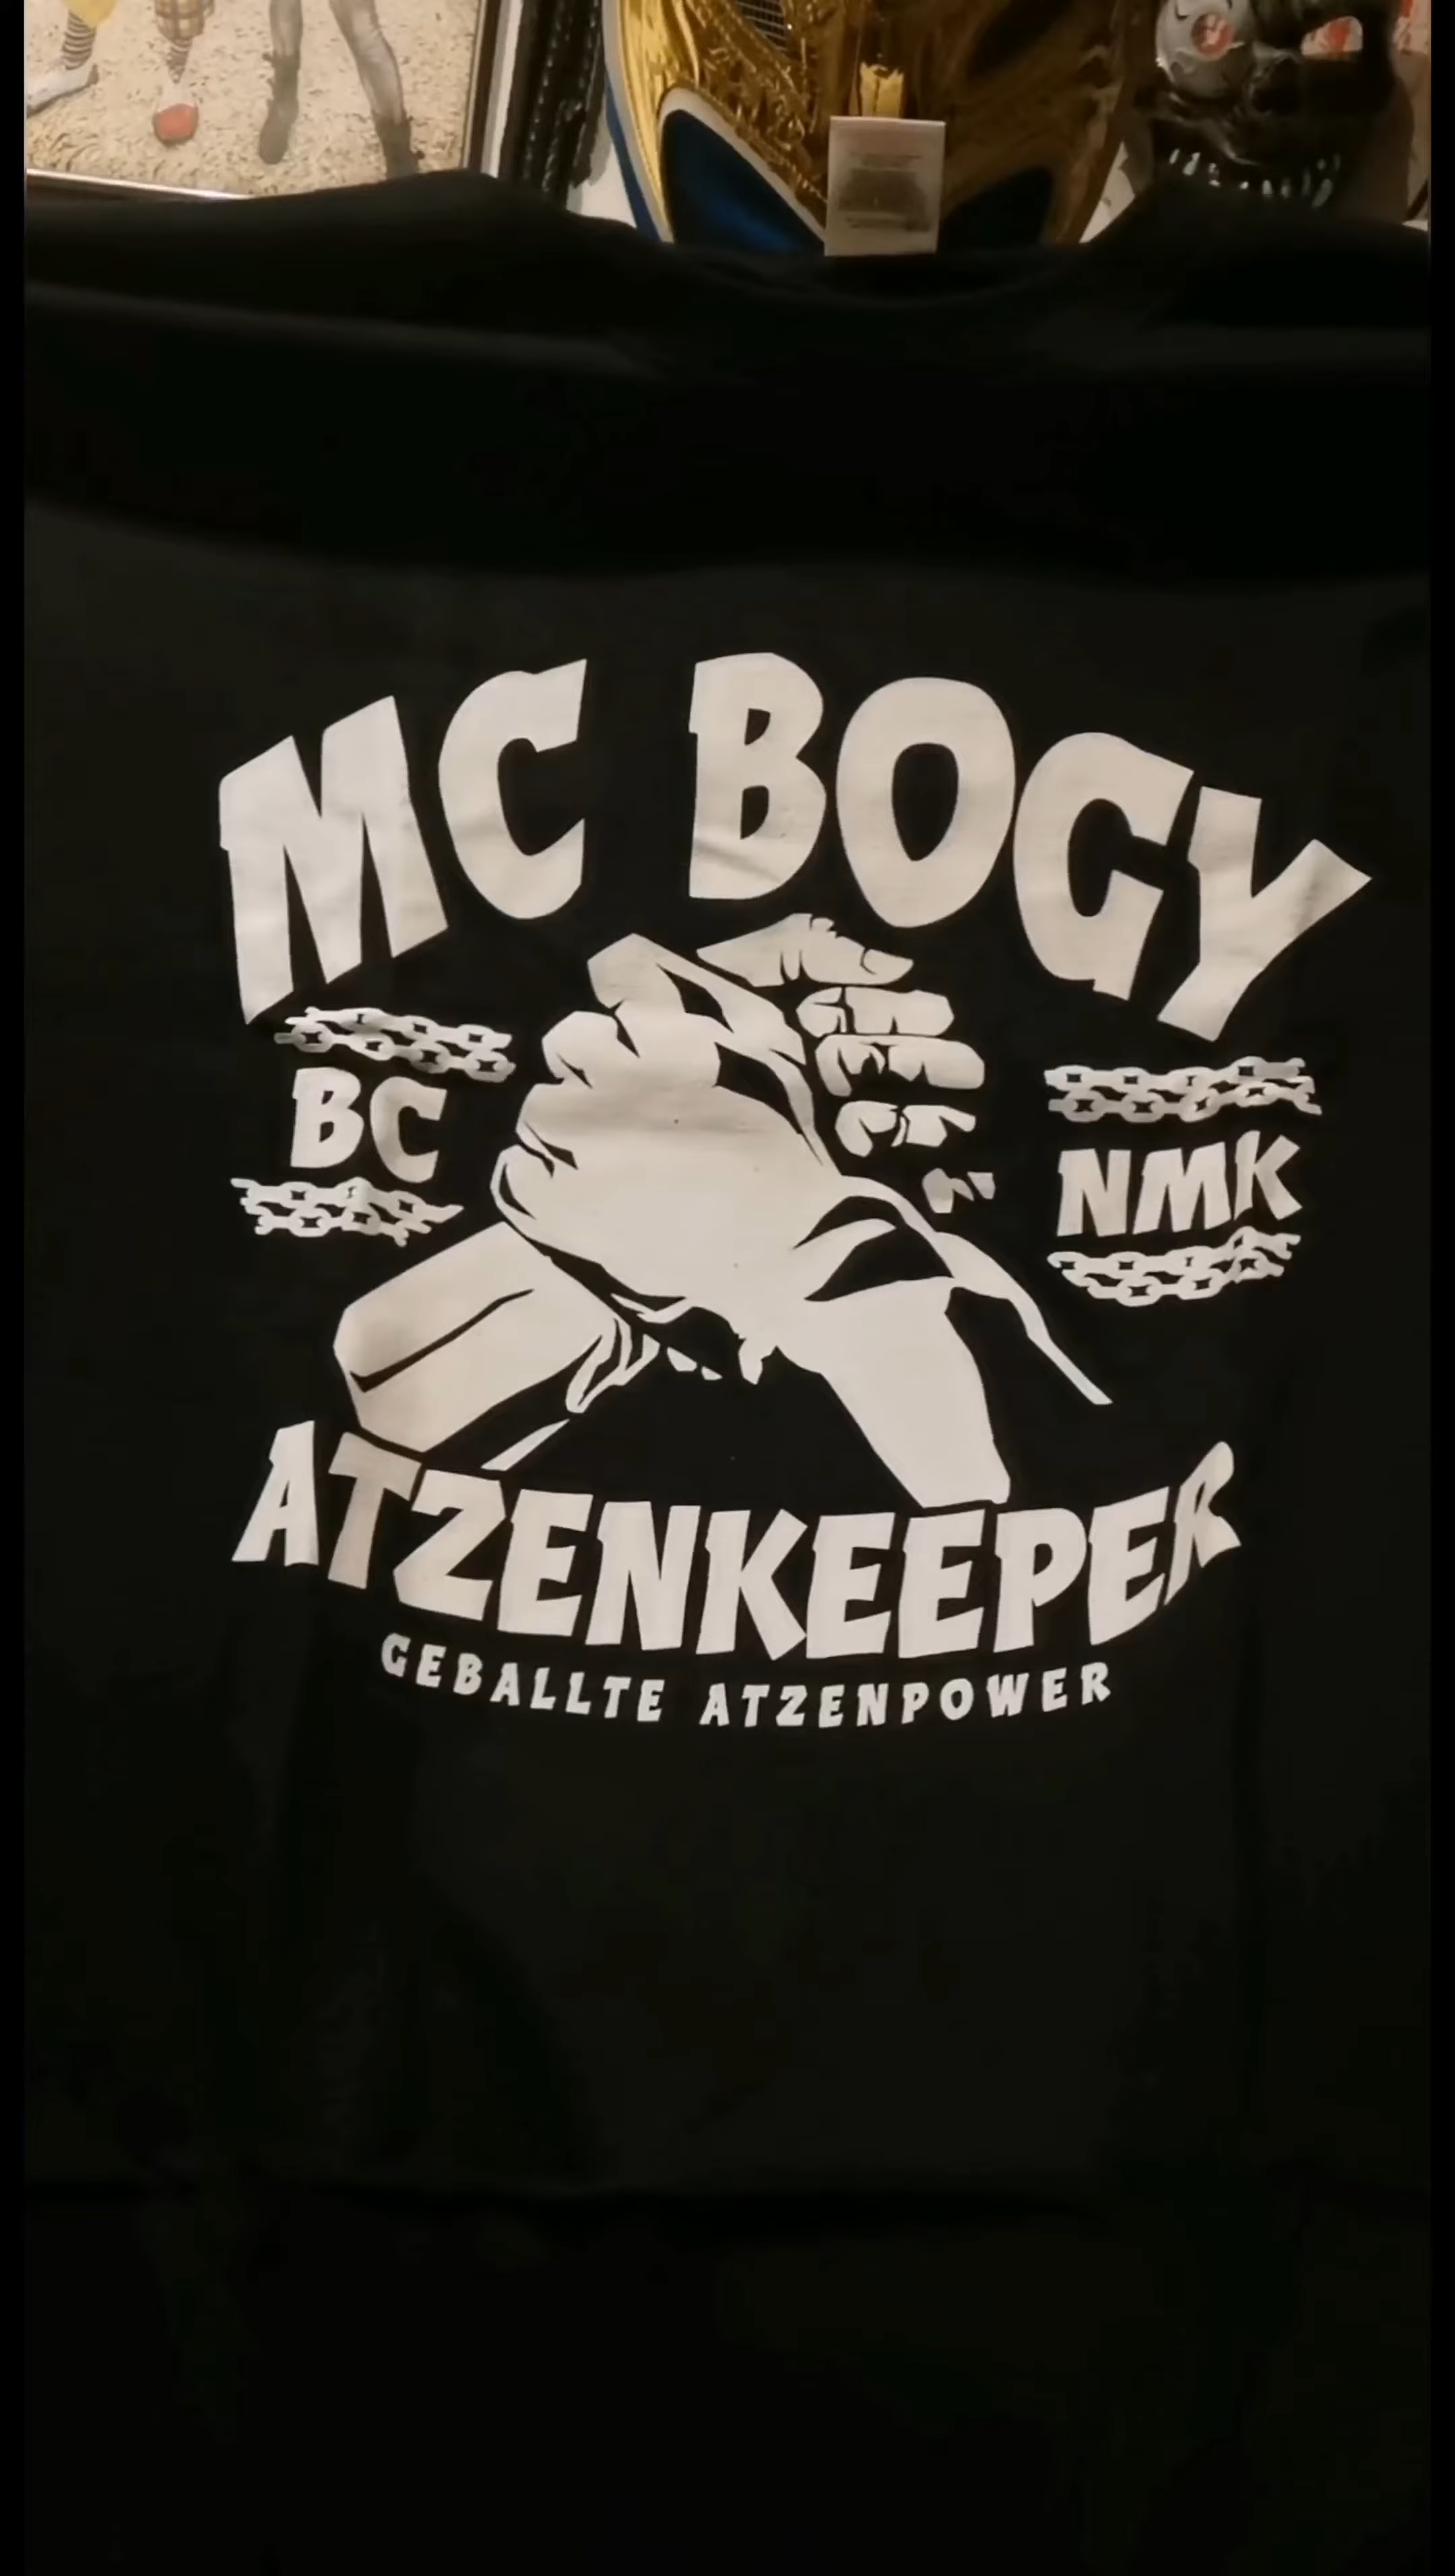 MC BOGY
BC
NMK
ATZENKEEPER
GEBALLTE ATZENPOWER